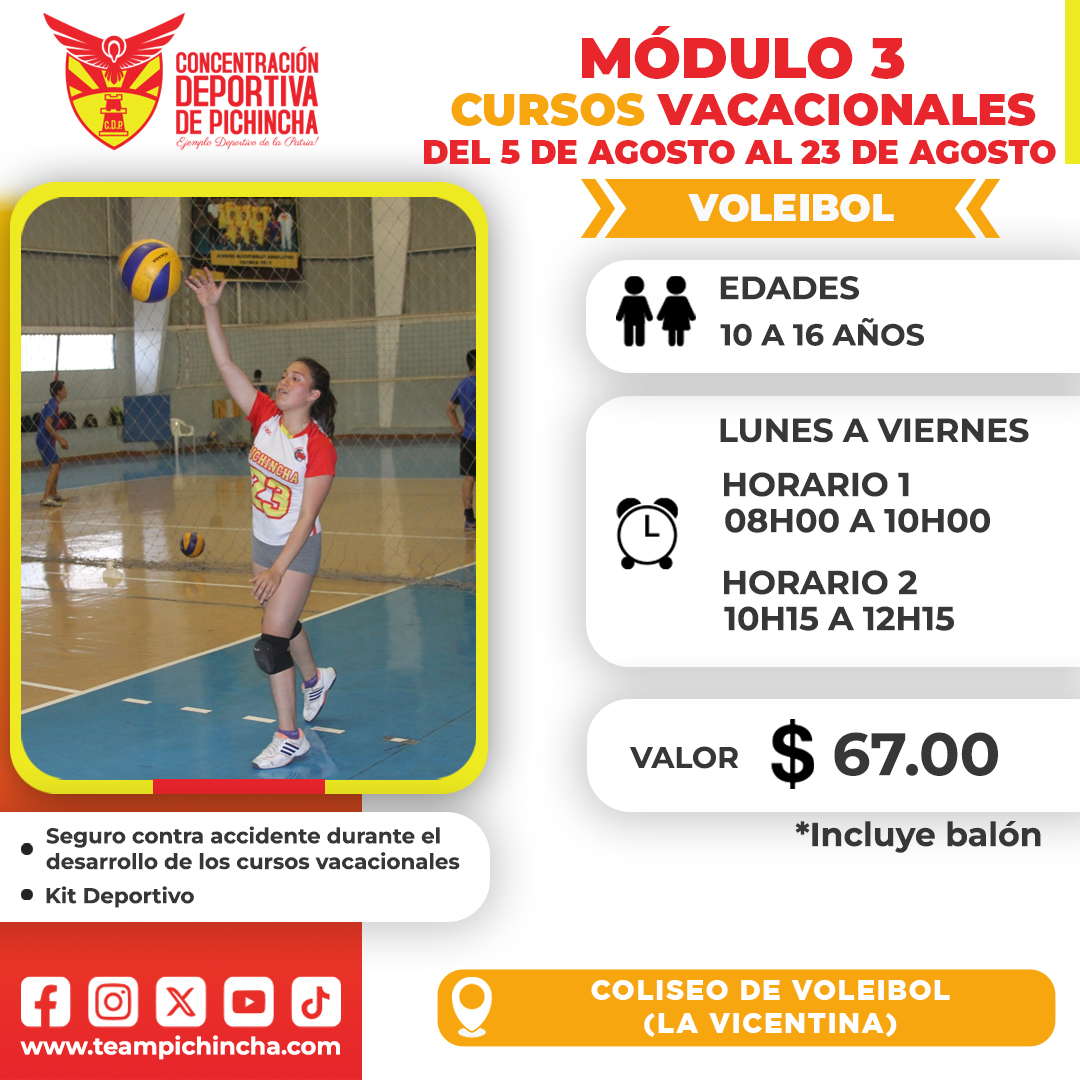 CONCENTRACIÓN
DEPORTIVA
DE PICHINCHA
Ejemplo Deportivo de la Patria!
C.D.P.
MÓDULO 3
CURSOS VACACIONALES
DEL 5 DE AGOSTO AL 23 DE AGOSTO
VOLEIBOL
EDADES
10 A 16 AÑOS
LUNES A VIERNES
HORARIO 1
08H00 A 10H00
HORARIO 2
10H15 A 12H15
VALOR $ 67.00
*Incluye balón
PICHINCHA
23
Seguro contra accidente durante el
desarrollo de los cursos vacacionales
Kit Deportivo
www.teampichincha.com
COLISEO DE VOLEIBOL
(LA VICENTINA)